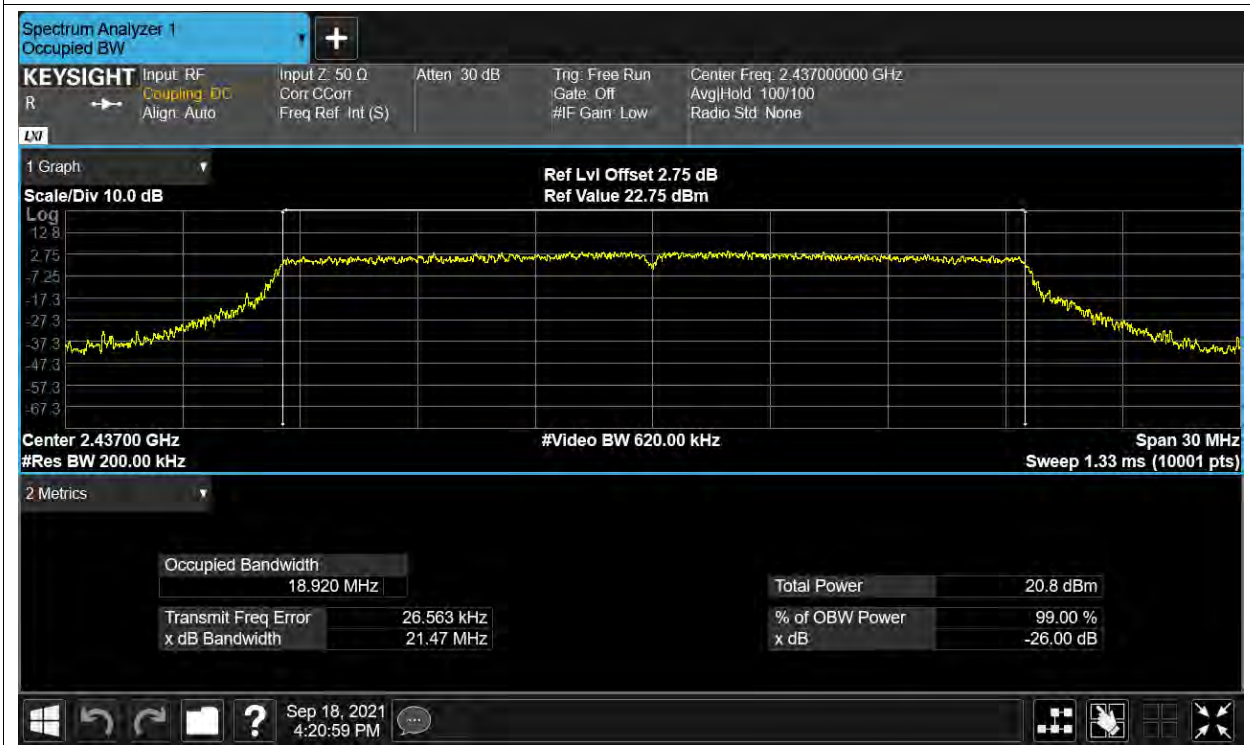 Spectrum Analyzer 1
Occupied BW
+
KEYSIGHT Input: RF Input Z: 50 Ω Atten: 30 dB Trig: Free Run Center Freq: 2.437000000 GHz
R Coupling: DC Corr CCorr Gate: Off Avg|Hold: 100/100
Align: Auto Freq Ref: Int (S) #IF Gain: Low Radio Std: None
LXI
1 Graph
Ref Lvl Offset 2.75 dB
Scale/Div 10.0 dB Ref Value 22.75 dBm
Log
12.8
2.75
-7.25
-17.3
-27.3
-37.3
-47.3
-57.3
-67.3
Center 2.43700 GHz #Video BW 620.00 kHz Span 30 MHz
#Res BW 200.00 kHz Sweep 1.33 ms (10001 pts)
2 Metrics
Occupied Bandwidth
18.920 MHz Total Power 20.8 dBm
Transmit Freq Error 26.563 kHz % of OBW Power 99.00 %
x dB Bandwidth 21.47 MHz x dB -26.00 dB
? Sep 18, 2021
4:20:59 PM